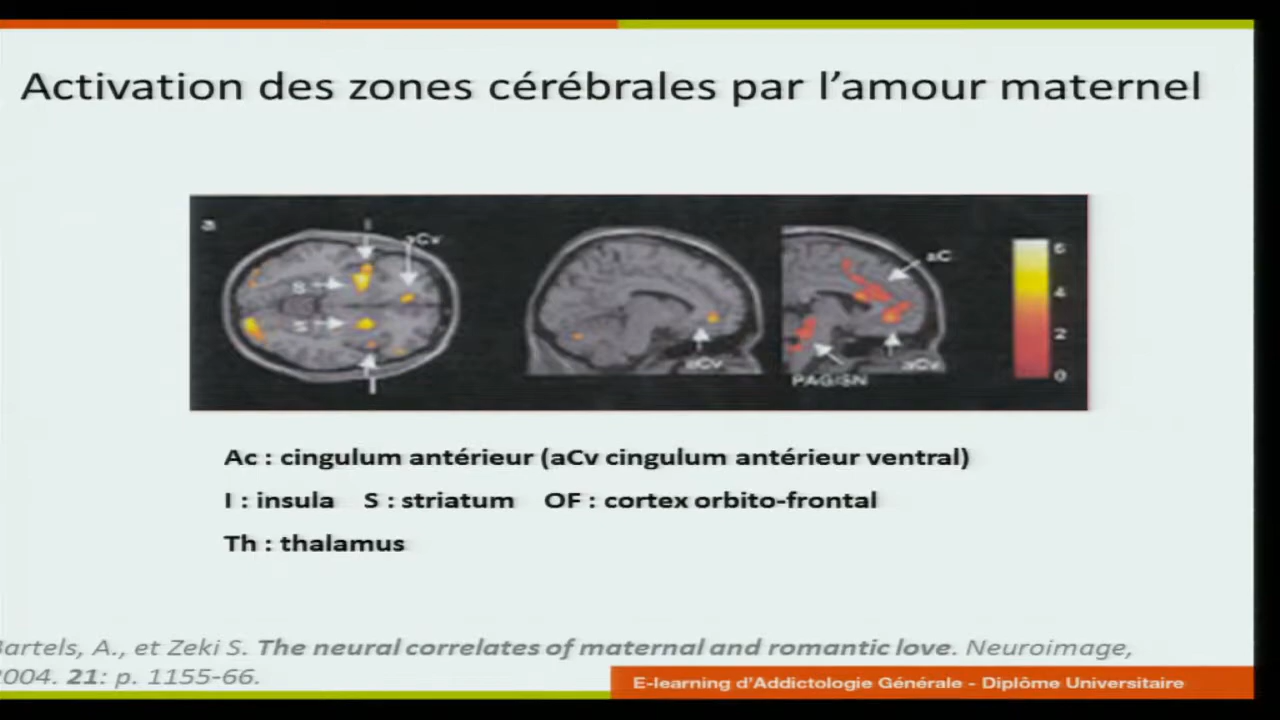 Activation des zones cérébrales par l'amour maternel
a
I
aCv
S
S
I
aCv
aC
aCv
PAG/SN
6
4
2
0
Ac : cingulum antérieur (aCv cingulum antérieur ventral)
I : insula S : striatum OF : cortex orbito-frontal
Th : thalamus
Bartels, A., et Zeki S. The neural correlates of maternal and romantic love. Neuroimage,
2004. 21: p. 1155-66.
E-learning d'Addictologie Générale - Diplôme Universitaire